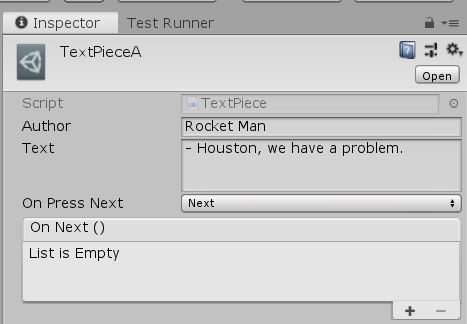 Inspector Test Runner
TextPieceA
Open
Script TextPiece
Author Rocket Man
Text - Houston, we have a problem.
On Press Next Next
On Next ()
List is Empty